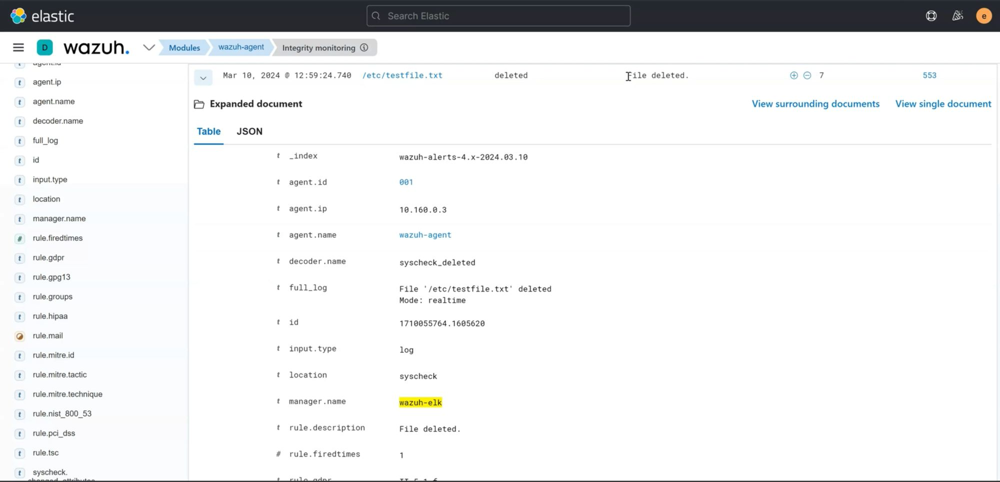 elastic
Search Elastic
e
D
wazuh.
Modules
wazuh-agent
Integrity monitoring
agent.id
t agent.ip
t agent.name
t decoder.name
t full_log
t id
t input.type
t location
t manager.name
# rule.firedtimes
t rule.gdpr
t rule.gpg13
t rule.groups
t rule.hipaa
rule.mail
t rule.mitre.id
t rule.mitre.tactic
t rule.mitre.technique
t rule.nist_800_53
t rule.pci_dss
t rule.tsc
t syscheck.
changed_attributes
Mar 10, 2024 @ 12:59:24.740 /etc/testfile.txt deleted File deleted. 7 553
Expanded document View surrounding documents View single document
Table JSON
t _index wazuh-alerts-4.x-2024.03.10
t agent.id 001
t agent.ip 10.160.0.3
t agent.name wazuh-agent
t decoder.name syscheck_deleted
t full_log File '/etc/testfile.txt' deleted
Mode: realtime
t id 1710055764.1605620
t input.type log
t location syscheck
t manager.name wazuh-elk
t rule.description File deleted.
# rule.firedtimes 1
t rule.gdpr II_5.1.f